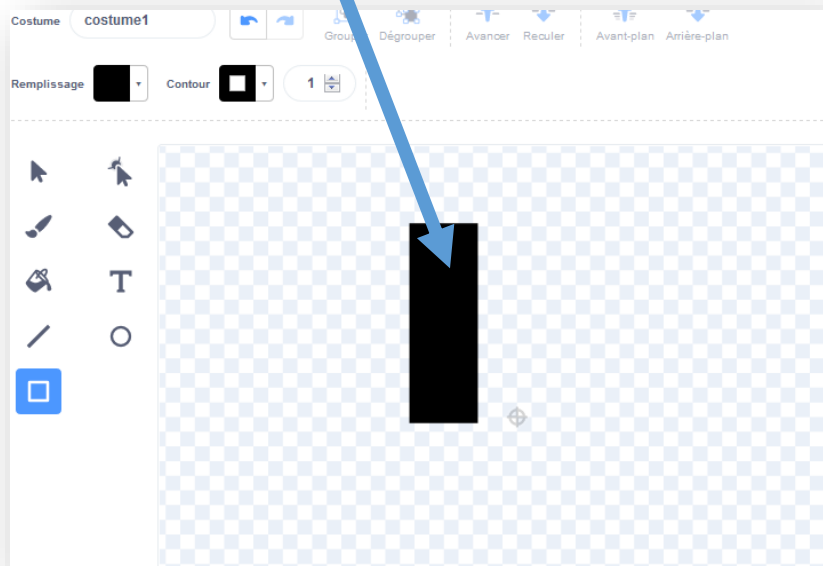 Costume costume1
Grouper Dégrouper Avancer Reculer Avant-plan Arrière-plan
Remplissage Contour 1
T